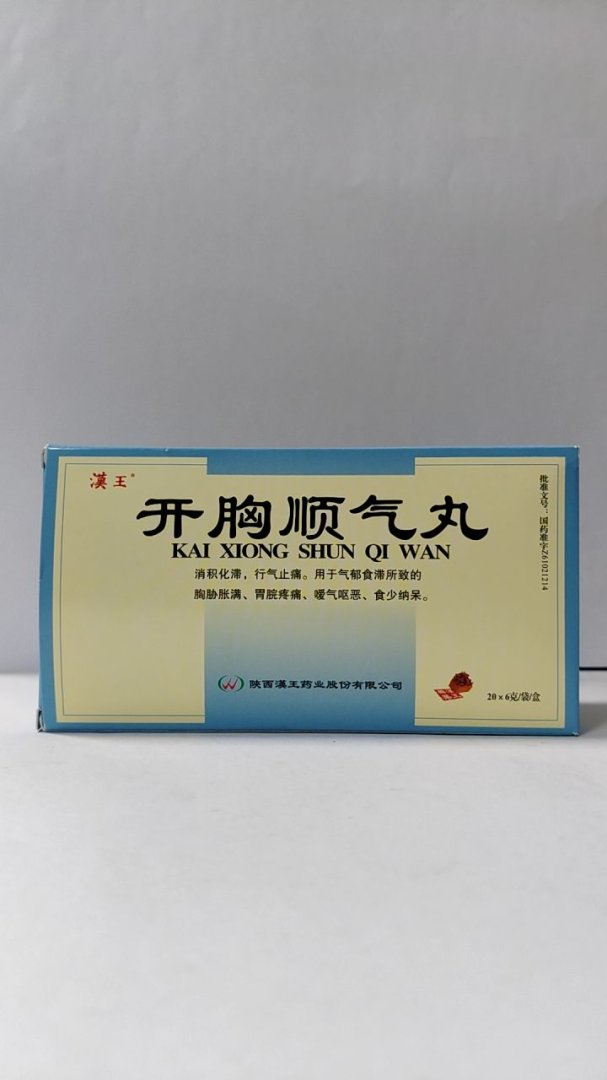 漢王®
开胸顺气丸
KAI XIONG SHUN QI WAN
消积化滞，行气止痛。用于气郁食滞所致的
胸胁胀满、胃脘疼痛、嗳气呕恶、食少纳呆。
批准文号：国药准字Z61021214
陕西漢王药业股份有限公司
20×6克/袋/盒